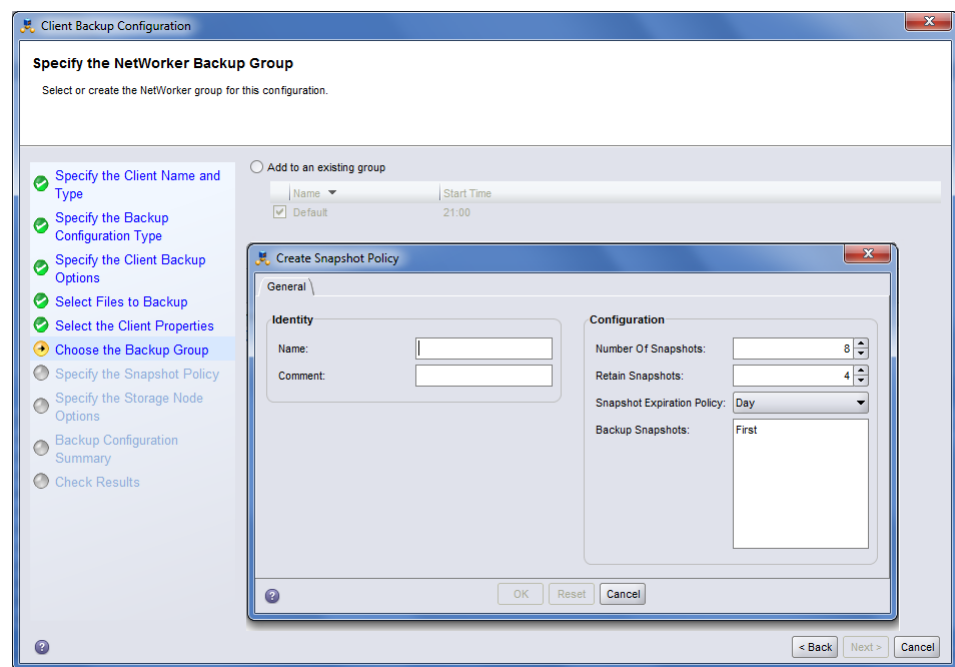 Client Backup Configuration
Specify the NetWorker Backup Group
Select or create the NetWorker group for this configuration.
Specify the Client Name and
Type
Specify the Backup
Configuration Type
Specify the Client Backup
Options
Select Files to Backup
Select the Client Properties
Choose the Backup Group
Specify the Snapshot Policy
Specify the Storage Node
Options
Backup Configuration
Summary
Check Results
Add to an existing group
Name Start Time
Default 21:00
Create Snapshot Policy
General
Identity
Name:
Comment:
Configuration
Number Of Snapshots: 8
Retain Snapshots: 4
Snapshot Expiration Policy: Day
Backup Snapshots: First
OK Reset Cancel
< Back Next > Cancel